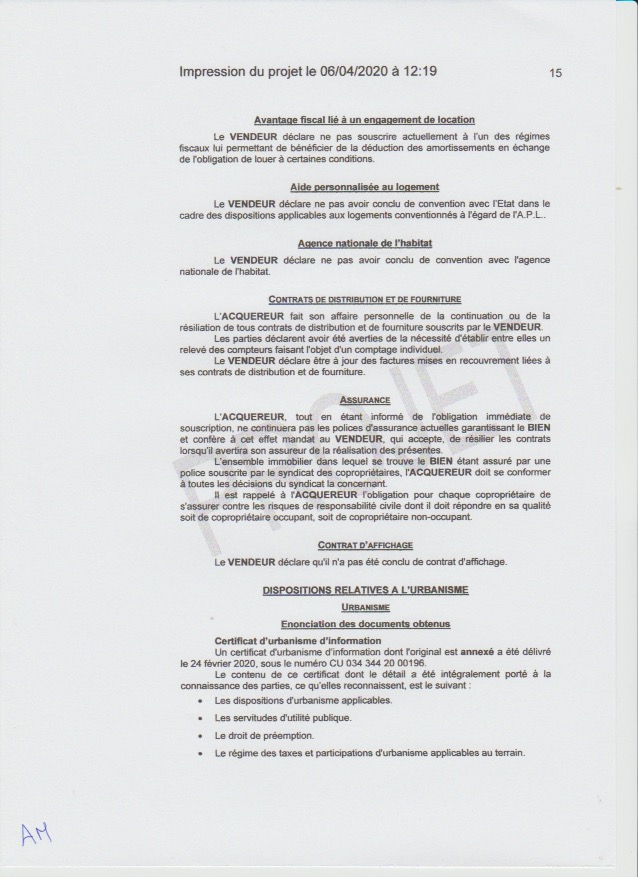 Impression du projet le 06/04/2020 à 12:19
15
Avantage fiscal lié à un engagement de location
Le VENDEUR déclare ne pas souscrire actuellement à l'un des régimes
fiscaux lui permettant de bénéficier de la déduction des amortissements en échange
de l'obligation de louer à certaines conditions.
Aide personnalisée au logement
Le VENDEUR déclare ne pas avoir conclu de convention avec l'Etat dans le
cadre des dispositions applicables aux logements conventionnés à l'égard de l'A.P.L..
Agence nationale de l'habitat
Le VENDEUR déclare ne pas avoir conclu de convention avec l'agence
nationale de l'habitat.
CONTRATS DE DISTRIBUTION ET DE FOURNITURE
L'ACQUEREUR fait son affaire personnelle de la continuation ou de la
résiliation de tous contrats de distribution et de fourniture souscrits par le VENDEUR.
Les parties déclarent avoir été averties de la nécessité d'établir entre elles un
relevé des compteurs faisant l'objet d'un comptage individuel.
Le VENDEUR déclare être à jour des factures mises en recouvrement liées à
ses contrats de distribution et de fourniture.
ASSURANCE
L'ACQUEREUR, tout en étant informé de l'obligation immédiate de
souscription, ne continuera pas les polices d'assurance actuelles garantissant le BIEN
et confère à cet effet mandat au VENDEUR, qui accepte, de résilier les contrats
lorsqu'il avertira son assureur de la réalisation des présentes.
L'ensemble immobilier dans lequel se trouve le BIEN étant assuré par une
police souscrite par le syndicat des copropriétaires, l'ACQUEREUR doit se conformer
à toutes les décisions du syndicat la concernant.
Il est rappelé à l'ACQUEREUR l'obligation pour chaque copropriétaire de
s'assurer contre les risques de responsabilité civile dont il doit répondre en sa qualité
soit de copropriétaire occupant, soit de copropriétaire non-occupant.
PROJET
CONTRAT D'AFFICHAGE
Le VENDEUR déclare qu'il n'a pas été conclu de contrat d'affichage.
DISPOSITIONS RELATIVES A L'URBANISME
URBANISME
Enonciation des documents obtenus
Certificat d'urbanisme d'information
Un certificat d'urbanisme d'information dont l'original est annexé a été délivré
le 24 février 2020, sous le numéro CU 034 344 20 00196.
Le contenu de ce certificat dont le détail a été intégralement porté à la
connaissance des parties, ce qu'elles reconnaissent, est le suivant :
• Les dispositions d'urbanisme applicables.
• Les servitudes d'utilité publique.
• Le droit de préemption.
• Le régime des taxes et participations d'urbanisme applicables au terrain.
AM